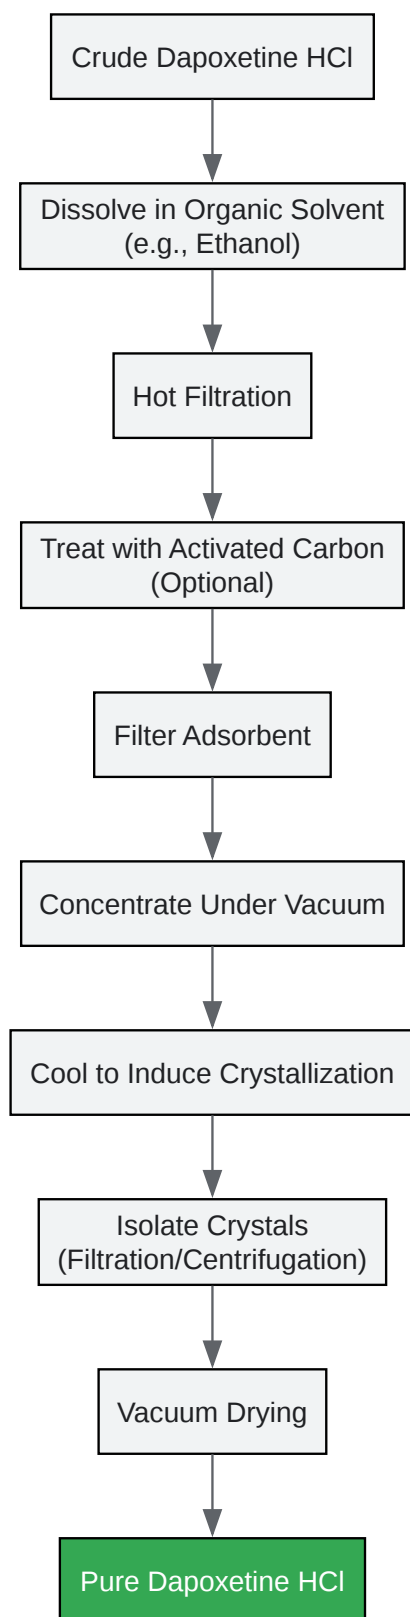 Crude Dapoxetine HCl
Dissolve in Organic Solvent
(e.g., Ethanol)
Hot Filtration
Treat with Activated Carbon
(Optional)
Filter Adsorbent
Concentrate Under Vacuum
Cool to Induce Crystallization
Isolate Crystals
(Filtration/Centrifugation)
Vacuum Drying
Pure Dapoxetine HCl